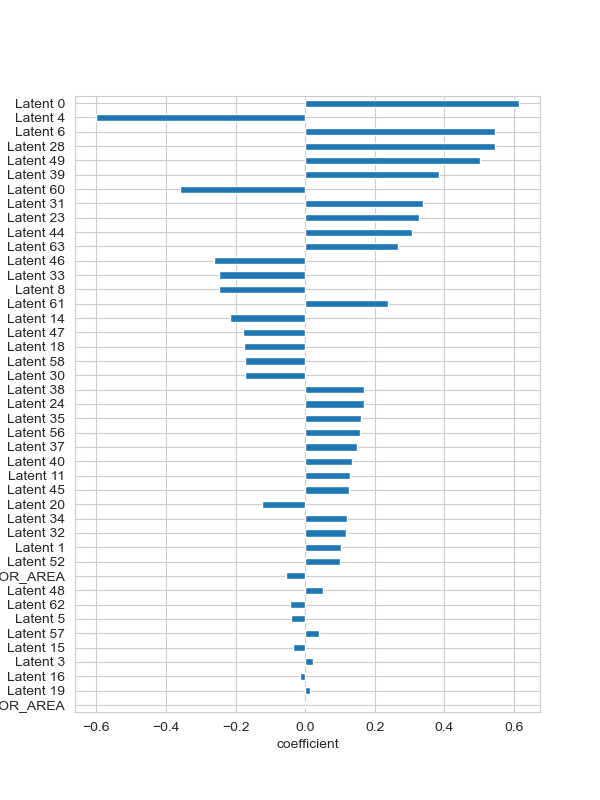 Latent 0
Latent 4
Latent 6
Latent 28
Latent 49
Latent 39
Latent 60
Latent 31
Latent 23
Latent 44
Latent 63
Latent 46
Latent 33
Latent 8
Latent 61
Latent 14
Latent 47
Latent 18
Latent 58
Latent 30
Latent 38
Latent 24
Latent 35
Latent 56
Latent 37
Latent 40
Latent 11
Latent 45
Latent 20
Latent 34
Latent 32
Latent 1
Latent 52
OR_AREA
Latent 48
Latent 62
Latent 5
Latent 57
Latent 15
Latent 3
Latent 16
Latent 19
OR_AREA
−0.6 −0.4 −0.2 0.0 0.2 0.4 0.6
coefficient